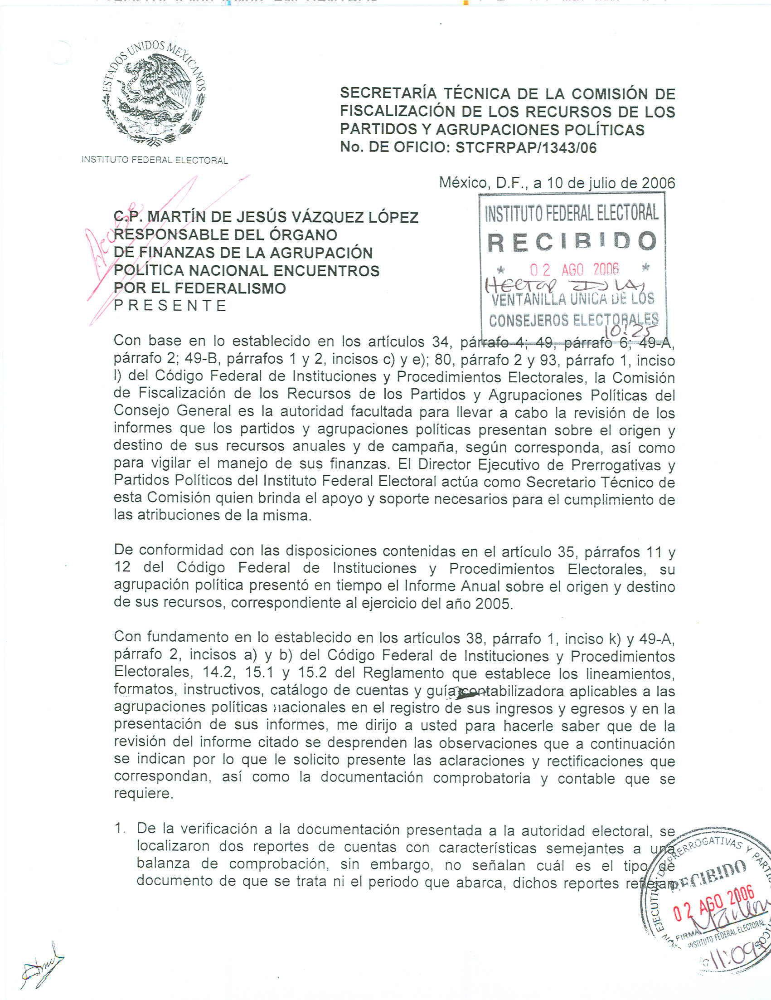 ESTADOS UNIDOS MEXICANOS
INSTITUTO FEDERAL ELECTORAL
SECRETARÍA TÉCNICA DE LA COMISIÓN DE
FISCALIZACIÓN DE LOS RECURSOS DE LOS
PARTIDOS Y AGRUPACIONES POLÍTICAS
No. DE OFICIO: STCFRPAP/1343/06
México, D.F., a 10 de julio de 2006
Acuse
C.P. MARTÍN DE JESÚS VÁZQUEZ LÓPEZ
RESPONSABLE DEL ÓRGANO
DE FINANZAS DE LA AGRUPACIÓN
POLÍTICA NACIONAL ENCUENTROS
POR EL FEDERALISMO
P R E S E N T E
INSTITUTO FEDERAL ELECTORAL
RECIBIDO
* 02 AGO 2006 *
Hector
VENTANILLA UNICA DE LOS
CONSEJEROS ELECTORALES
10:25
Con base en lo establecido en los artículos 34, párrafo 4; 49, párrafo 6; 49-A,
párrafo 2; 49-B, párrafos 1 y 2, incisos c) y e); 80, párrafo 2 y 93, párrafo 1, inciso
l) del Código Federal de Instituciones y Procedimientos Electorales, la Comisión
de Fiscalización de los Recursos de los Partidos y Agrupaciones Políticas del
Consejo General es la autoridad facultada para llevar a cabo la revisión de los
informes que los partidos y agrupaciones políticas presentan sobre el origen y
destino de sus recursos anuales y de campaña, según corresponda, así como
para vigilar el manejo de sus finanzas. El Director Ejecutivo de Prerrogativas y
Partidos Políticos del Instituto Federal Electoral actúa como Secretario Técnico de
esta Comisión quien brinda el apoyo y soporte necesarios para el cumplimiento de
las atribuciones de la misma.
De conformidad con las disposiciones contenidas en el artículo 35, párrafos 11 y
12 del Código Federal de Instituciones y Procedimientos Electorales, su
agrupación política presentó en tiempo el Informe Anual sobre el origen y destino
de sus recursos, correspondiente al ejercicio del año 2005.
Con fundamento en lo establecido en los artículos 38, párrafo 1, inciso k) y 49-A,
párrafo 2, incisos a) y b) del Código Federal de Instituciones y Procedimientos
Electorales, 14.2, 15.1 y 15.2 del Reglamento que establece los lineamientos,
formatos, instructivos, catálogo de cuentas y guía contabilizadora aplicables a las
agrupaciones políticas nacionales en el registro de sus ingresos y egresos y en la
presentación de sus informes, me dirijo a usted para hacerle saber que de la
revisión del informe citado se desprenden las observaciones que a continuación
se indican por lo que le solicito presente las aclaraciones y rectificaciones que
correspondan, así como la documentación comprobatoria y contable que se
requiere.
1. De la verificación a la documentación presentada a la autoridad electoral, se
localizaron dos reportes de cuentas con características semejantes a una
balanza de comprobación, sin embargo, no señalan cuál es el tipo de
documento de que se trata ni el periodo que abarca, dichos reportes reflejan
EJECUTIVA DE PRERROGATIVAS Y
RECIBIDO
02 AGO 2006
FIRMA
INSTITUTO FEDERAL ELECTORAL
11:09